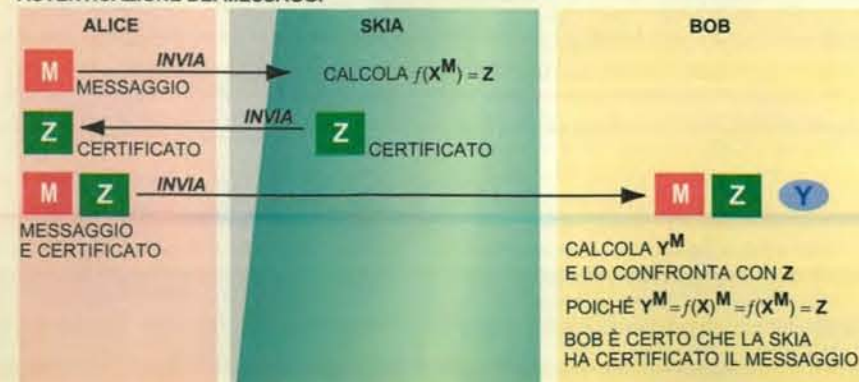 ALICE
SKIA
BOB
M
INVIA
MESSAGGIO
CALCOLA f(X^M) = Z
Z
CERTIFICATO
INVIA
Z
CERTIFICATO
M Z
INVIA
M Z Y
MESSAGGIO
E CERTIFICATO
CALCOLA Y^M
E LO CONFRONTA CON Z
POICHÉ Y^M = f(X)^M = f(X^M) = Z
BOB È CERTO CHE LA SKIA
HA CERTIFICATO IL MESSAGGIO